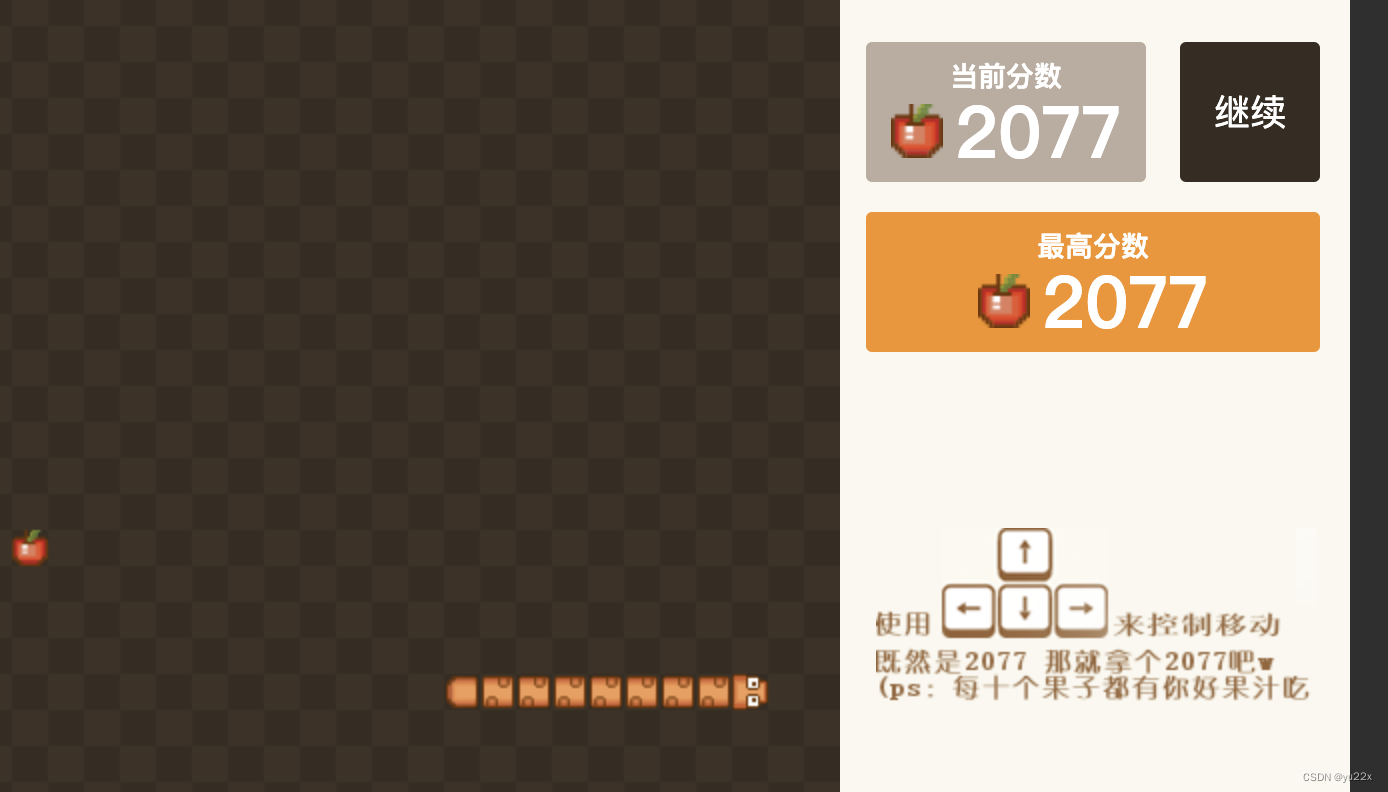 当前分数
2077
继续
最高分数
2077
↑
← ↓ →
使用 来控制移动
既然是2077 那就拿个2077吧w
(ps: 每十个果子都有你好果汁吃
CSDN @yu22x